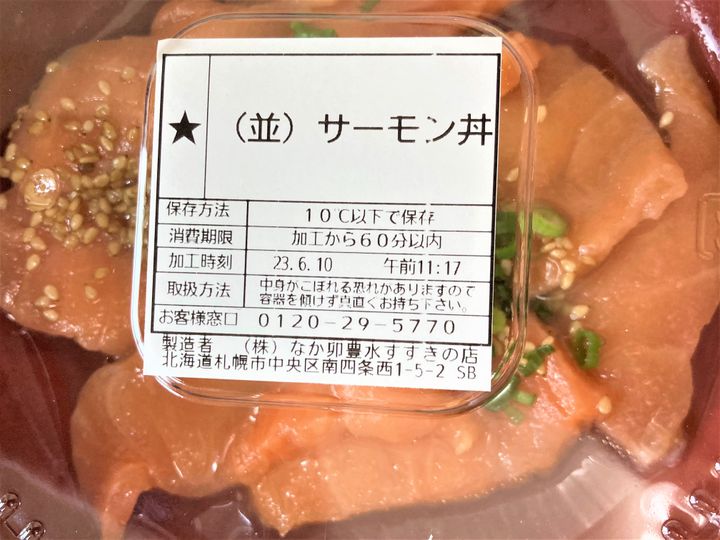 ★ （並）サーモン丼
保存方法 １０℃以下で保存
消費期限 加工から６０分以内
加工時刻 23.6.10 午前11:17
取扱方法 中身がこぼれる恐れがありますので
容器を傾けず真直くお持ち下さい。
お客様窓口 0120-29-5770
製造者 （株）なか卯豊水すすきの店
北海道札幌市中央区南四条西1-5-2 SB